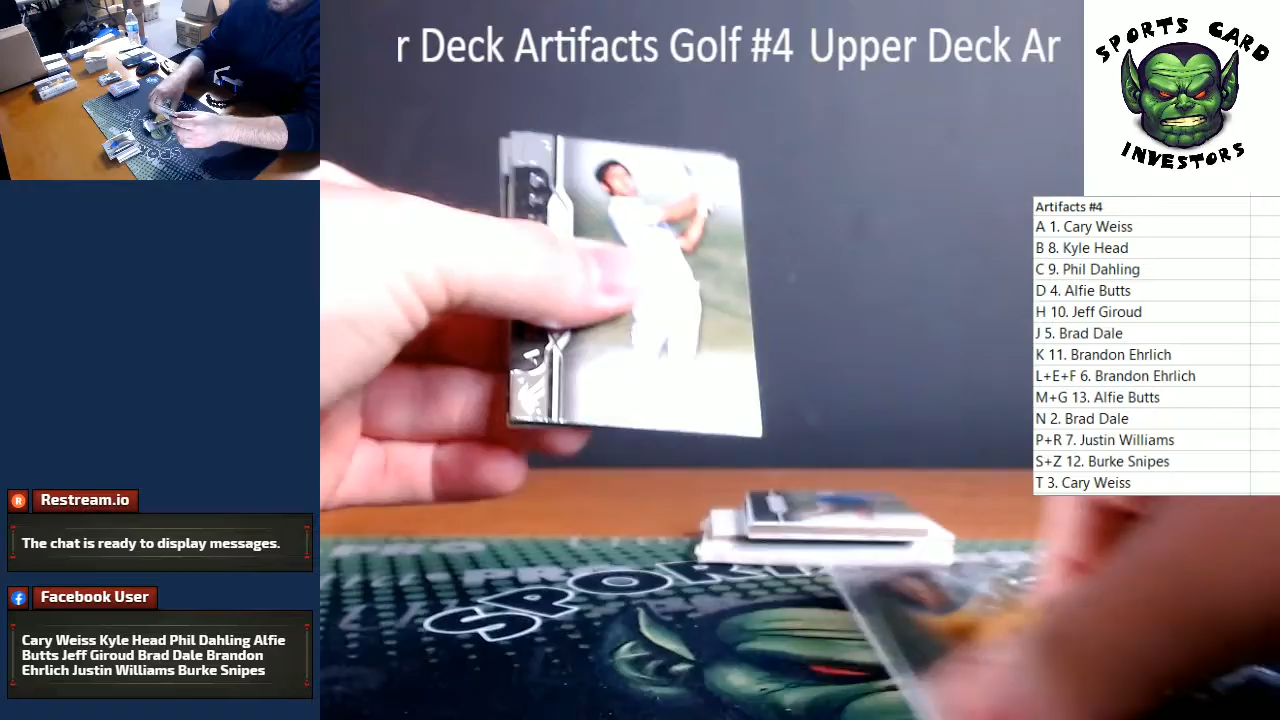 r Deck Artifacts Golf #4 Upper Deck Ar
SPORTS CARD
INVESTORS
Artifacts #4
A 1. Cary Weiss
B 8. Kyle Head
C 9. Phil Dahling
D 4. Alfie Butts
H 10. Jeff Giroud
J 5. Brad Dale
K 11. Brandon Ehrlich
L+E+F 6. Brandon Ehrlich
M+G 13. Alfie Butts
N 2. Brad Dale
P+R 7. Justin Williams
S+Z 12. Burke Snipes
T 3. Cary Weiss
Restream.io
The chat is ready to display messages.
Facebook User
Cary Weiss Kyle Head Phil Dahling Alfie
Butts Jeff Giroud Brad Dale Brandon
Ehrlich Justin Williams Burke Snipes